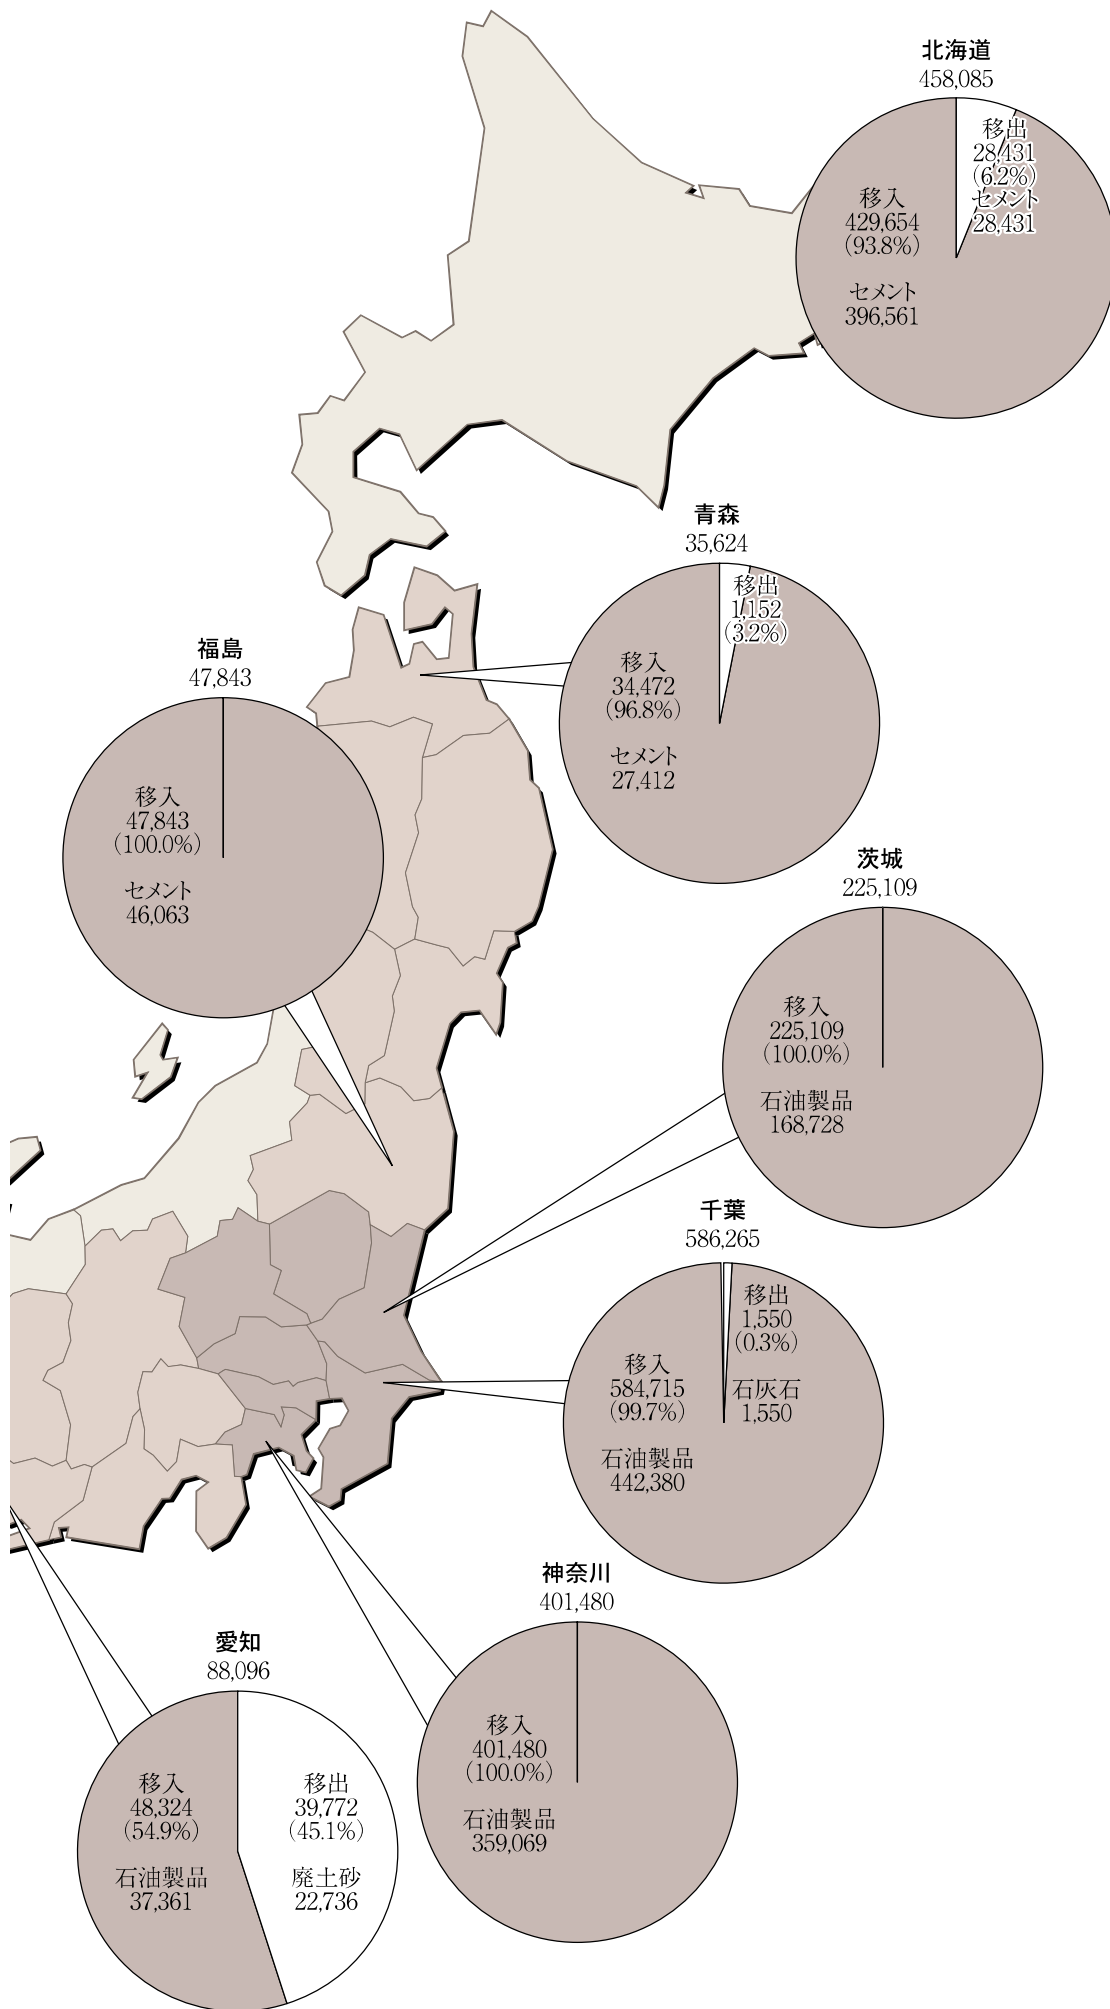 北海道
458,085
移出
28,431
(6.2%)
セメント
28,431
移入
429,654
(93.8%)
セメント
396,561
青森
35,624
移出
1,152
(3.2%)
移入
34,472
(96.8%)
セメント
27,412
福島
47,843
移入
47,843
(100.0%)
セメント
46,063
茨城
225,109
移入
225,109
(100.0%)
石油製品
168,728
千葉
586,265
移出
1,550
(0.3%)
石灰石
1,550
移入
584,715
(99.7%)
石油製品
442,380
神奈川
401,480
移入
401,480
(100.0%)
石油製品
359,069
愛知
88,096
移入
48,324
(54.9%)
石油製品
37,361
移出
39,772
(45.1%)
廃土砂
22,736